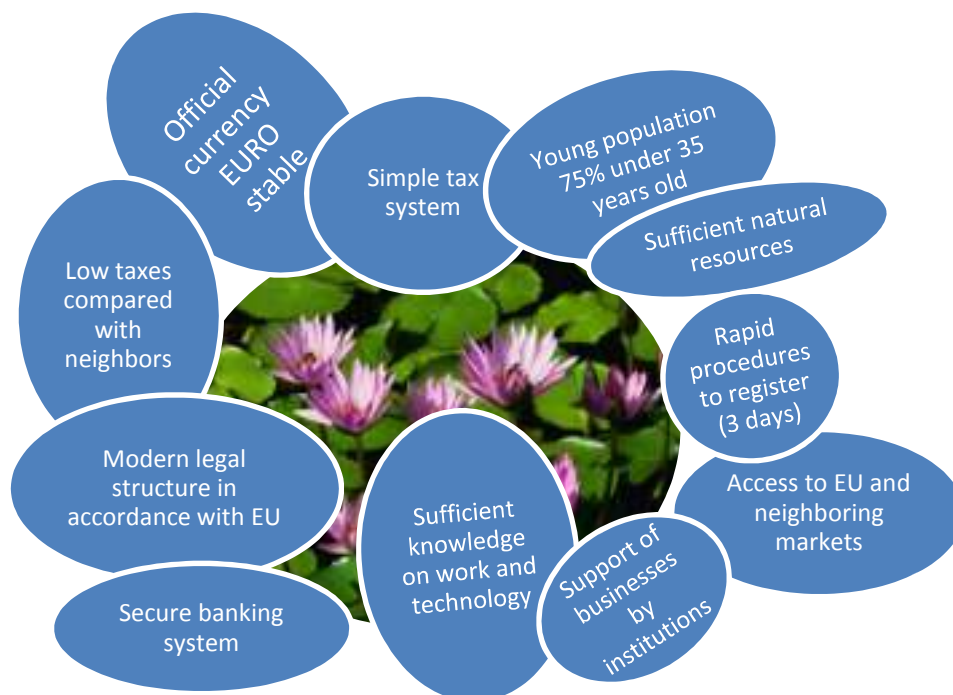 Official
currency
EURO
stable
Simple tax
system
Young population
75% under 35
years old
Sufficient natural
resources
Low taxes
compared
with
neighbors
Rapid
procedures
to register
(3 days)
Modern legal
structure in
accordance with EU
Sufficient
knowledge
on work and
technology
Access to EU and
neighboring
markets
Support of
businesses
by
institutions
Secure banking
system